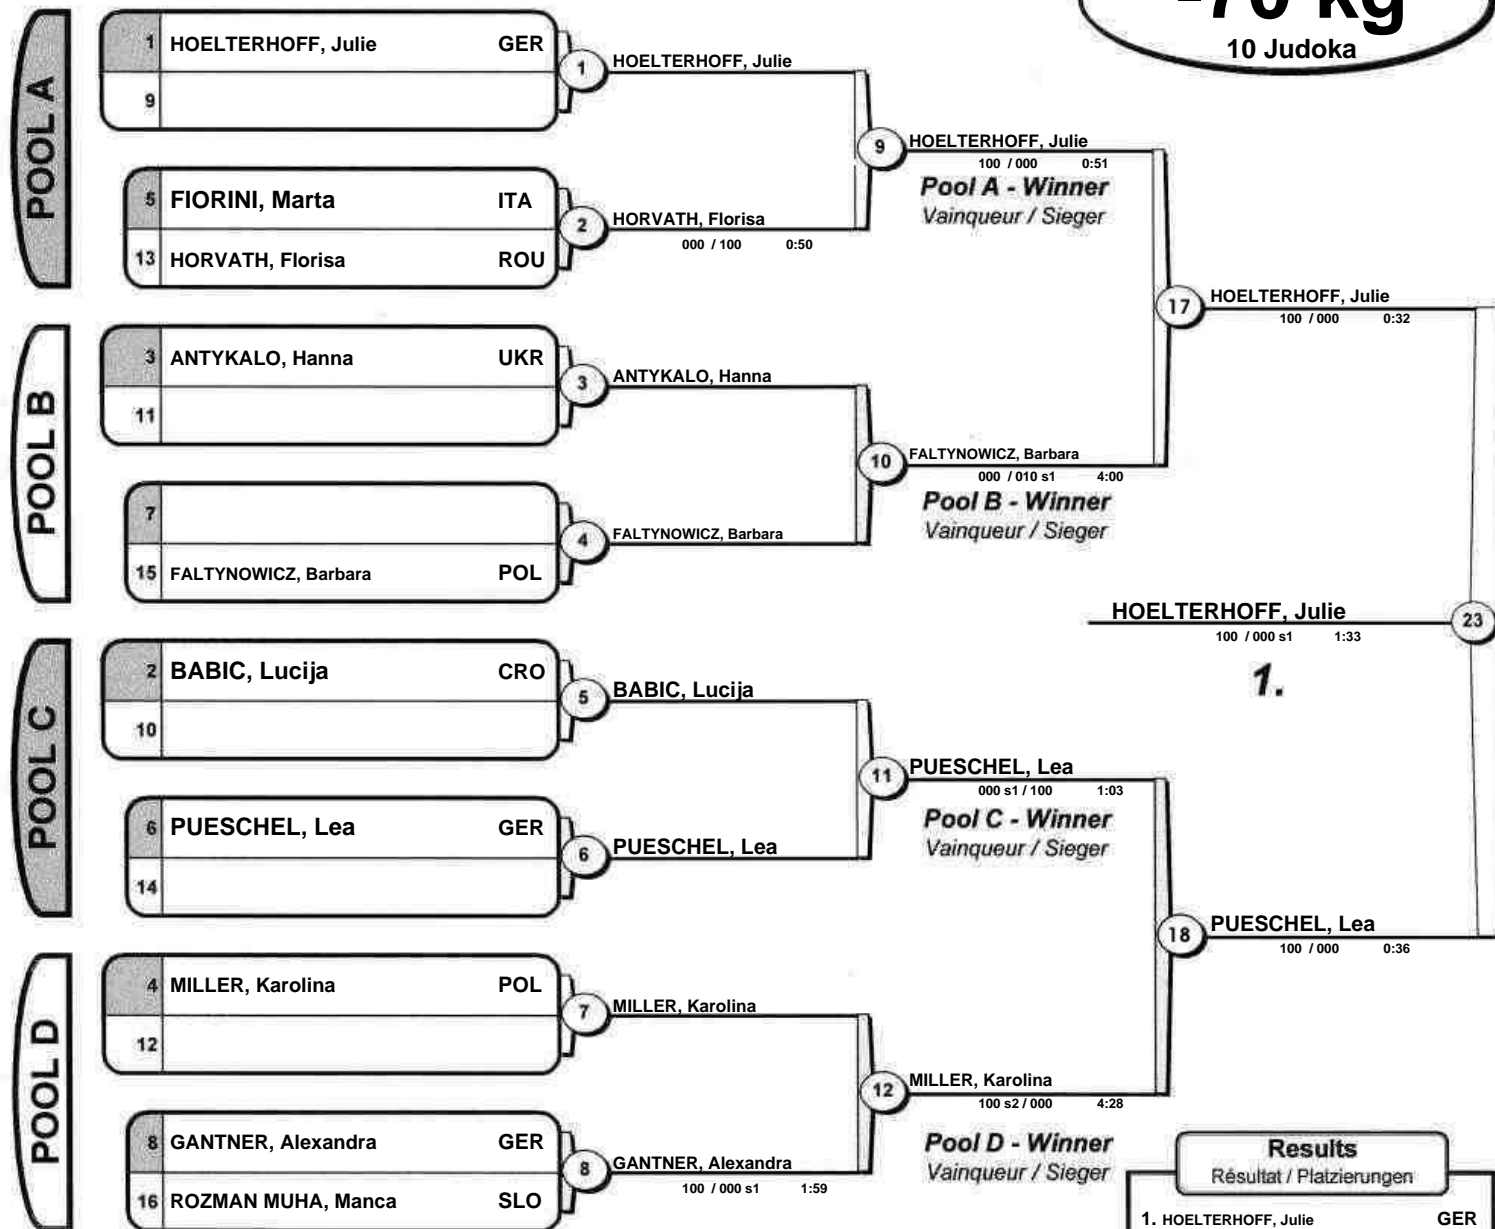 -70 kg
10 Judoka
POOL A
1 HOELTERHOFF, Julie GER
9
1 HOELTERHOFF, Julie
5 FIORINI, Marta ITA
13 HORVATH, Florisa ROU
2 HORVATH, Florisa
000 / 100 0:50
9 HOELTERHOFF, Julie
100 / 000 0:51
Pool A - Winner
Vainqueur / Sieger
POOL B
3 ANTYKALO, Hanna UKR
11
3 ANTYKALO, Hanna
7
15 FALTYNOWICZ, Barbara POL
4 FALTYNOWICZ, Barbara
10 FALTYNOWICZ, Barbara
000 / 010 s1 4:00
Pool B - Winner
Vainqueur / Sieger
17 HOELTERHOFF, Julie
100 / 000 0:32
HOELTERHOFF, Julie 23
100 / 000 s1 1:33
1.
POOL C
2 BABIC, Lucija CRO
10
5 BABIC, Lucija
6 PUESCHEL, Lea GER
14
6 PUESCHEL, Lea
11 PUESCHEL, Lea
000 s1 / 100 1:03
Pool C - Winner
Vainqueur / Sieger
18 PUESCHEL, Lea
100 / 000 0:36
POOL D
4 MILLER, Karolina POL
12
7 MILLER, Karolina
8 GANTNER, Alexandra GER
16 ROZMAN MUHA, Manca SLO
8 GANTNER, Alexandra
100 / 000 s1 1:59
12 MILLER, Karolina
100 s2 / 000 4:28
Pool D - Winner
Vainqueur / Sieger
Results
Résultat / Platzierungen
1. HOELTERHOFF, Julie GER